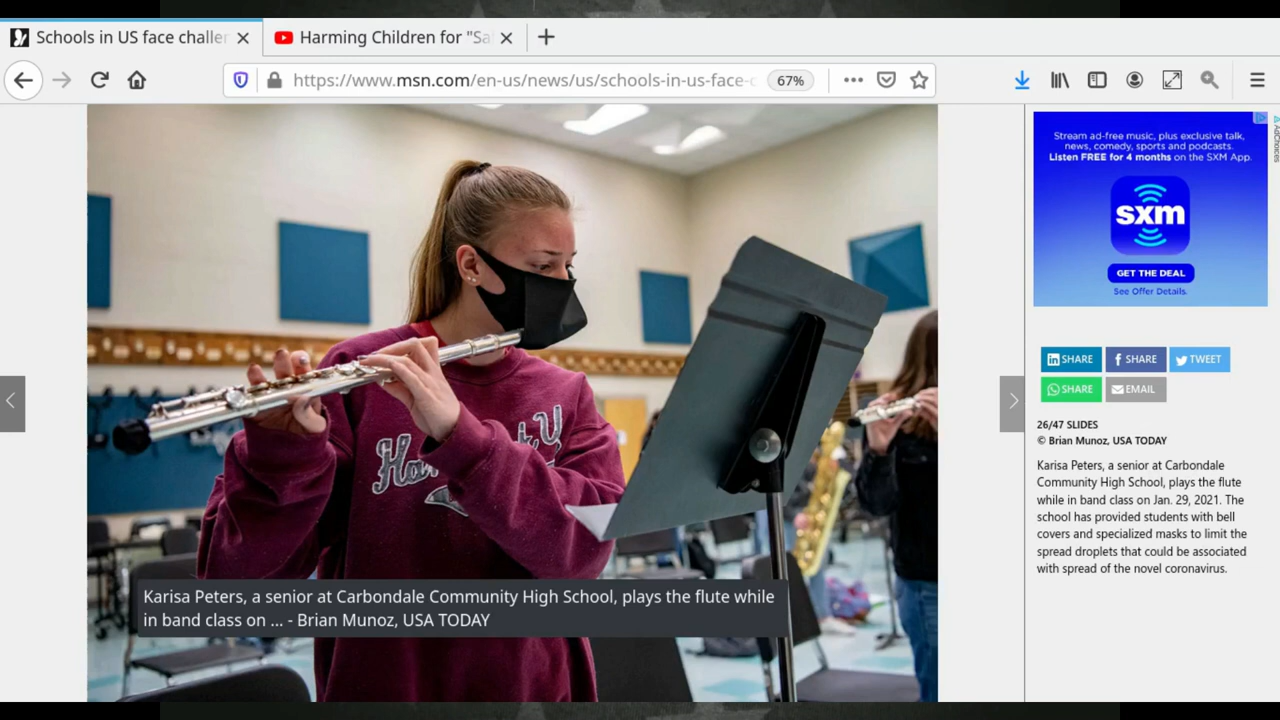 Schools in US face challer
Harming Children for "Sa
https://www.msn.com/en-us/news/us/schools-in-us-face-c
67%
Stream ad-free music, plus exclusive talk,
news, comedy, sports and podcasts.
Listen FREE for 4 months on the SXM App.
AdChoices
sxm
GET THE DEAL
See Offer Details.
SHARE
SHARE
TWEET
SHARE
EMAIL
26/47 SLIDES
© Brian Munoz, USA TODAY
Karisa Peters, a senior at Carbondale
Community High School, plays the flute
while in band class on Jan. 29, 2021. The
school has provided students with bell
covers and specialized masks to limit the
spread droplets that could be associated
with spread of the novel coronavirus.
Karisa Peters, a senior at Carbondale Community High School, plays the flute while
in band class on ... - Brian Munoz, USA TODAY